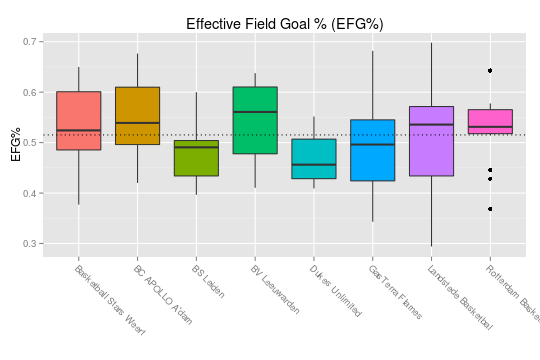 Effective Field Goal % (EFG%)
EFG%
0.7
0.6
0.5
0.4
0.3
Basketball Stars Weert
BC APOLLO A'dam
BS Leiden
BV Leeuwarden
Dukes Unlimited
GasTerra Flames
Landstede Basketbal
Rotterdam Baske